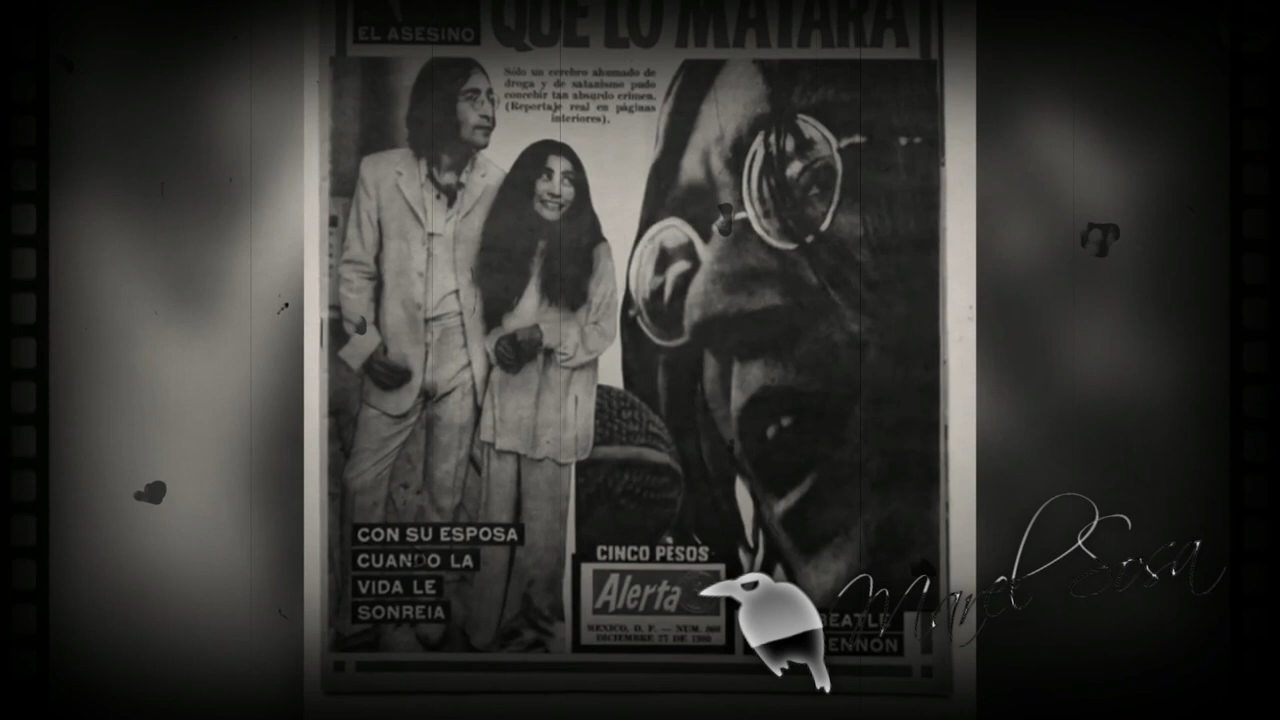 EL ASESINO
QUE LO MATARA
Sólo un cerebro ahumado de
droga y de satanismo pudo
concebir tan absurdo crimen.
(Reportaje real en páginas
interiores).
CON SU ESPOSA
CUANDO LA
VIDA LE
SONREIA
CINCO PESOS
Alerta
MEXICO, D. F. — NUM. 860
DICIEMBRE 27 DE 1980
BEATLE
LENNON
Sosa